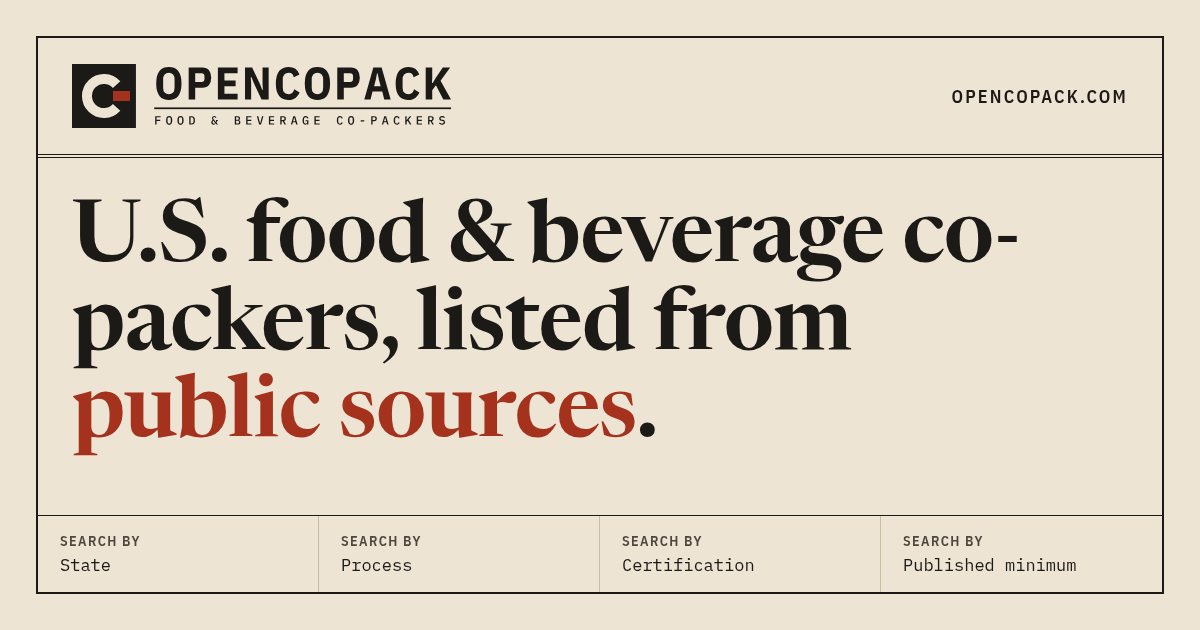 OPENCOPACK
FOOD & BEVERAGE CO-PACKERS
OPENCOPACK.COM
U.S. food & beverage co-
packers, listed from
public sources.
SEARCH BY
State
SEARCH BY
Process
SEARCH BY
Certification
SEARCH BY
Published minimum